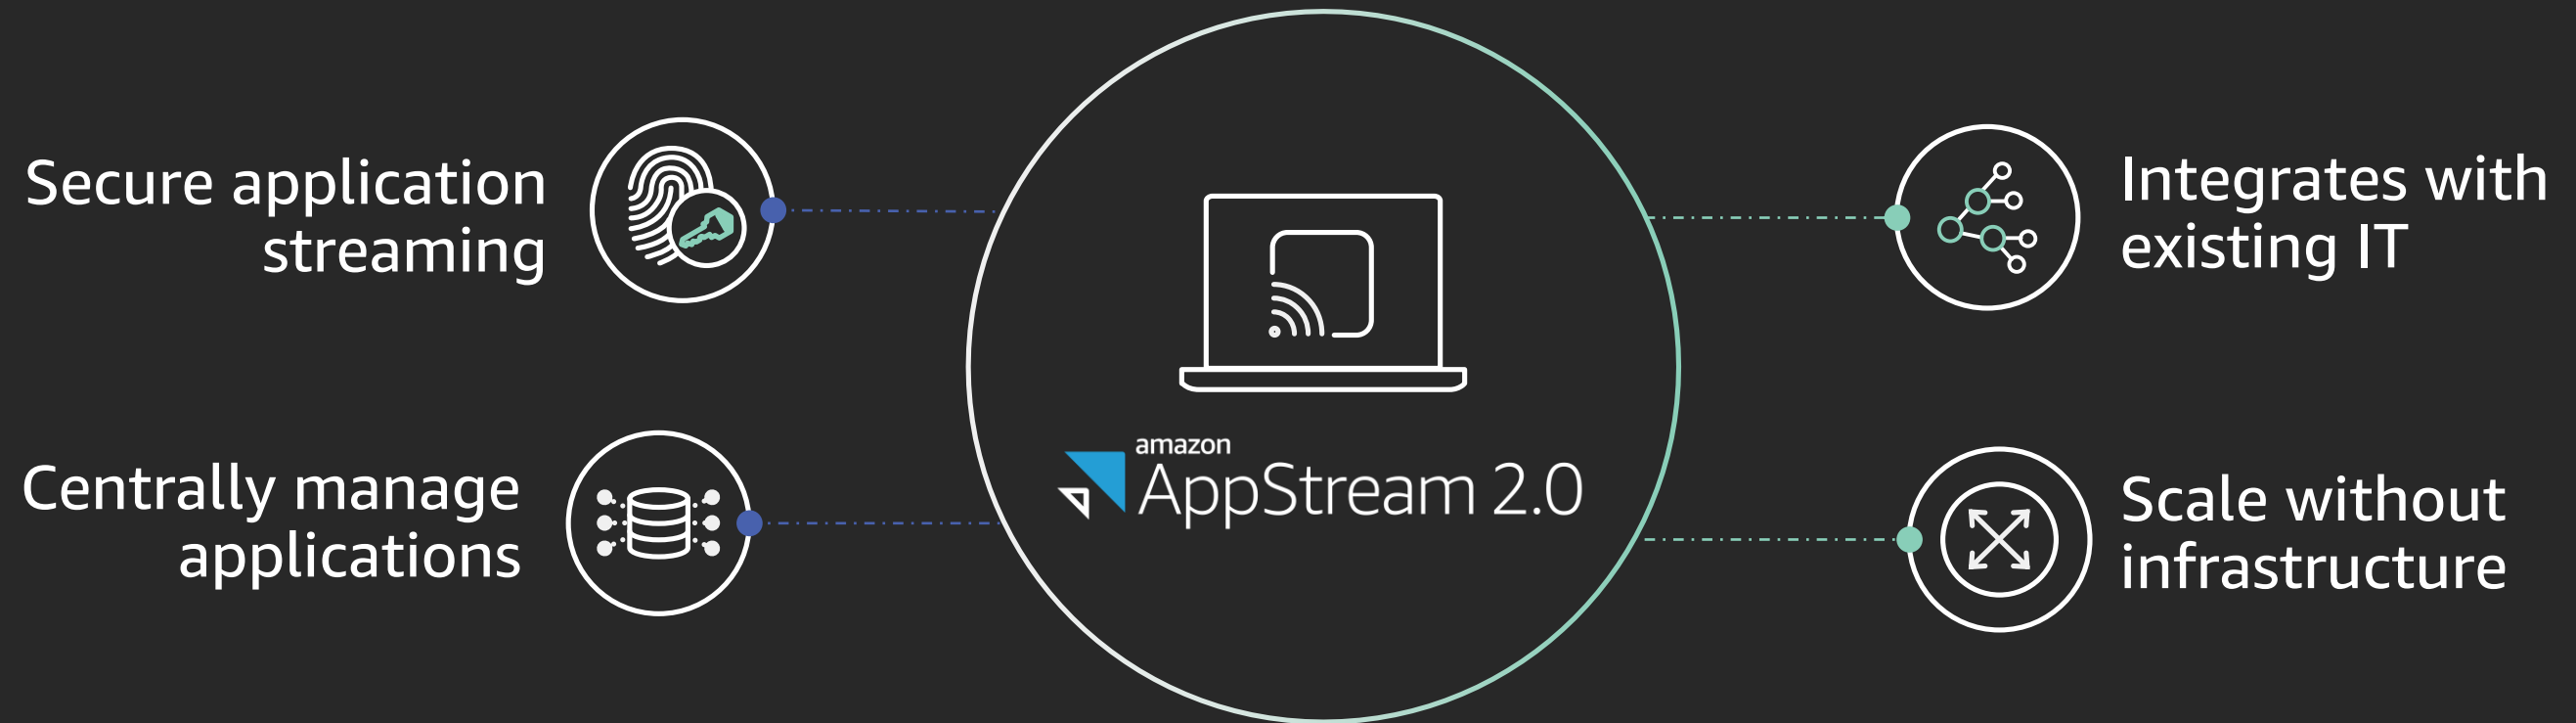 Secure application
streaming
Centrally manage
applications
amazon
AppStream 2.0
Integrates with
existing IT
Scale without
infrastructure